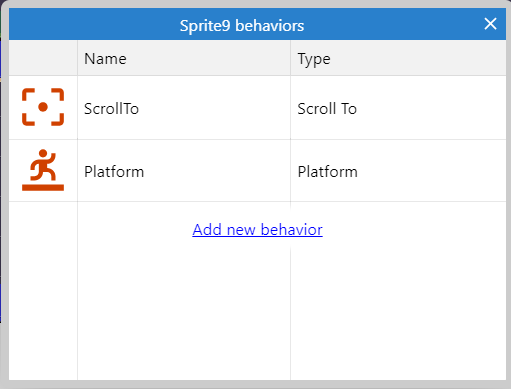 Sprite9 behaviors
Name Type
ScrollTo Scroll To
Platform Platform
Add new behavior